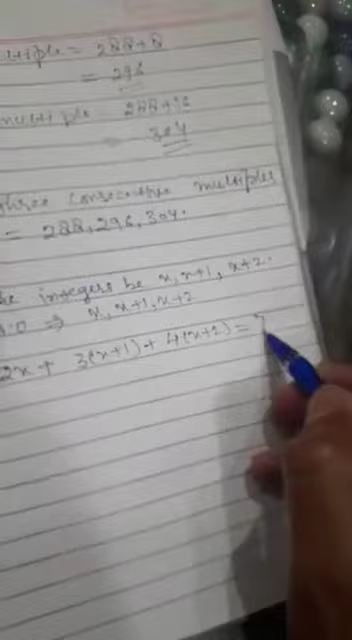 = 288+8
= 296
multiple = 288+16
= 304
three consecutive multiples
= 288, 296, 304.
integers be x, x+1, x+2.
⇒ x, x+1, x+2
2x + 3(x+1) + 4(x+2) =